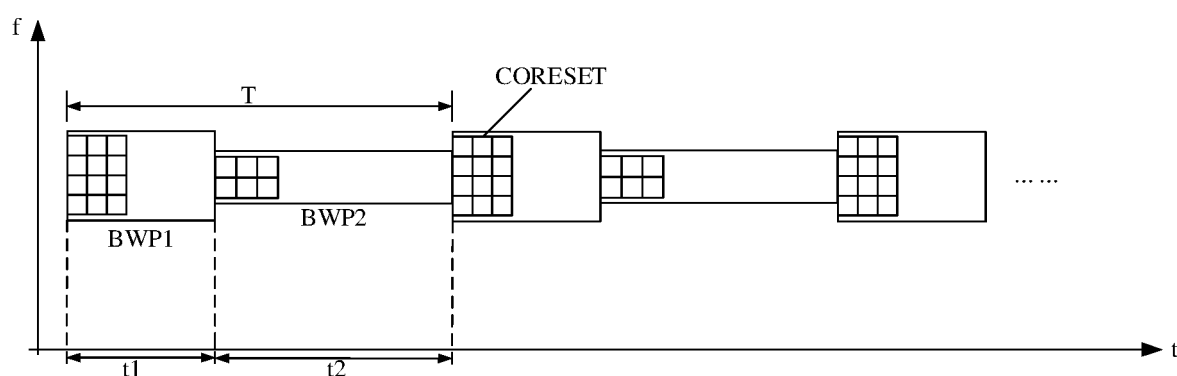 f
CORESET
T
... ...
BWP1
BWP2
t
t1
t2